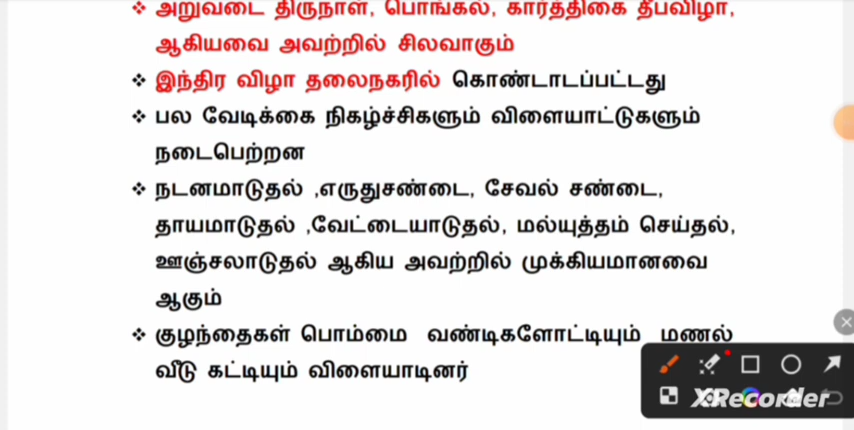 ❖ அறுவடை திருநாள், பொங்கல், கார்த்திகை தீபவிழா,
ஆகியவை அவற்றில் சிலவாகும்
❖ இந்திர விழா தலைநகரில் கொண்டாடப்பட்டது
❖ பல வேடிக்கை நிகழ்ச்சிகளும் விளையாட்டுகளும்
நடைபெற்றன
❖ நடனமாடுதல் ,எருதுசண்டை, சேவல் சண்டை,
தாயமாடுதல் ,வேட்டையாடுதல், மல்யுத்தம் செய்தல்,
ஊஞ்சலாடுதல் ஆகிய அவற்றில் முக்கியமானவை
ஆகும்
❖ குழந்தைகள் பொம்மை வண்டிகளோட்டியும் மணல்
வீடு கட்டியும் விளையாடினர்
XRecorder